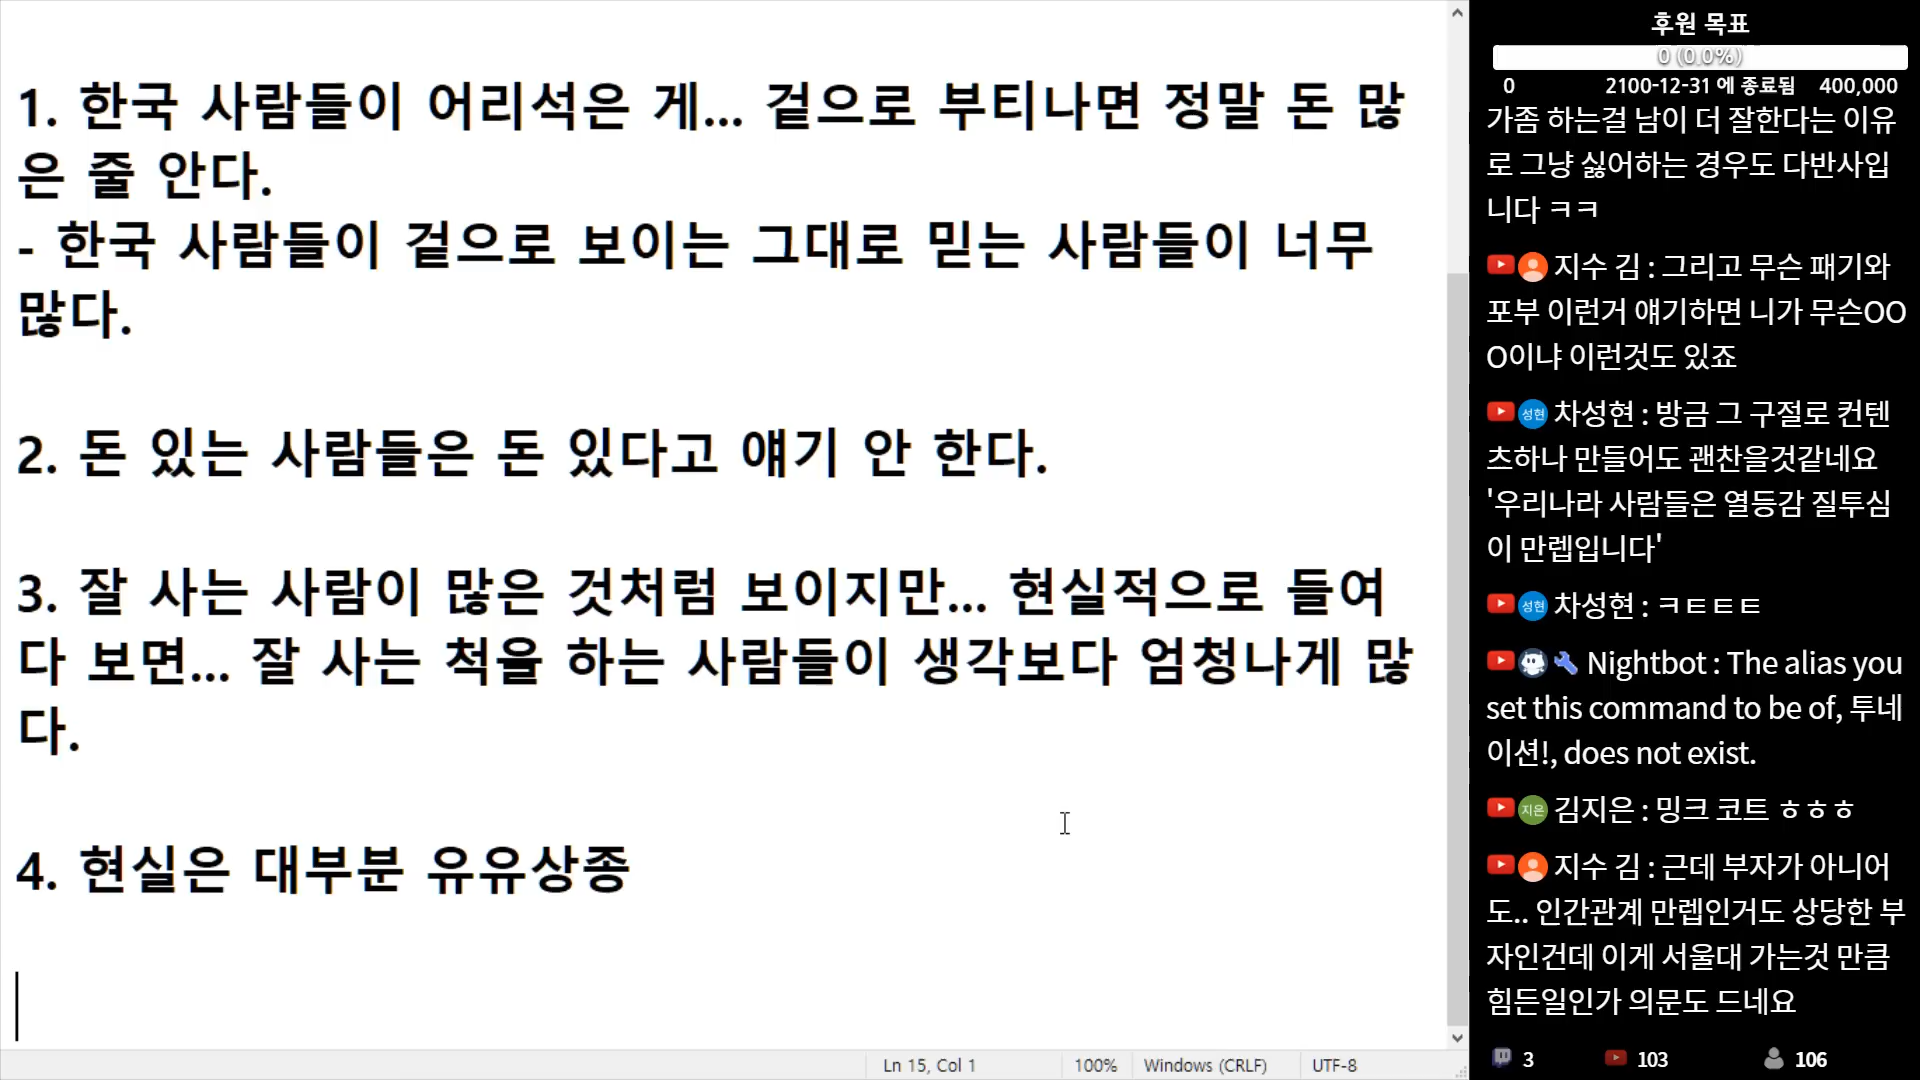 1. 한국 사람들이 어리석은 게... 겉으로 부티나면 정말 돈 많
은 줄 안다.
- 한국 사람들이 겉으로 보이는 그대로 믿는 사람들이 너무
많다.
2. 돈 있는 사람들은 돈 있다고 얘기 안 한다.
3. 잘 사는 사람이 많은 것처럼 보이지만... 현실적으로 들여
다 보면... 잘 사는 척을 하는 사람들이 생각보다 엄청나게 많
다.
4. 현실은 대부분 유유상종
Ln 15, Col 1 100% Windows (CRLF) UTF-8
후원 목표
0 (0.0%)
0 2100-12-31 에 종료됨 400,000
가좀 하는걸 남이 더 잘한다는 이유
로 그냥 싫어하는 경우도 다반사입
니다 ㅋㅋ
지수 김 : 그리고 무슨 패기와
포부 이런거 얘기하면 니가 무슨OO
O이냐 이런것도 있죠
성현 차성현 : 방금 그 구절로 컨텐
츠하나 만들어도 괜찬을것같네요
'우리나라 사람들은 열등감 질투심
이 만렙입니다'
성현 차성현 : ㅋㅌㅌㅌ
Nightbot : The alias you
set this command to be of, 투네
이션!, does not exist.
지은 김지은 : 밍크 코트 ㅎㅎㅎ
지수 김 : 근데 부자가 아니어
도.. 인간관계 만렙인거도 상당한 부
자인건데 이게 서울대 가는것 만큼
힘든일인가 의문도 드네요
3 103 106